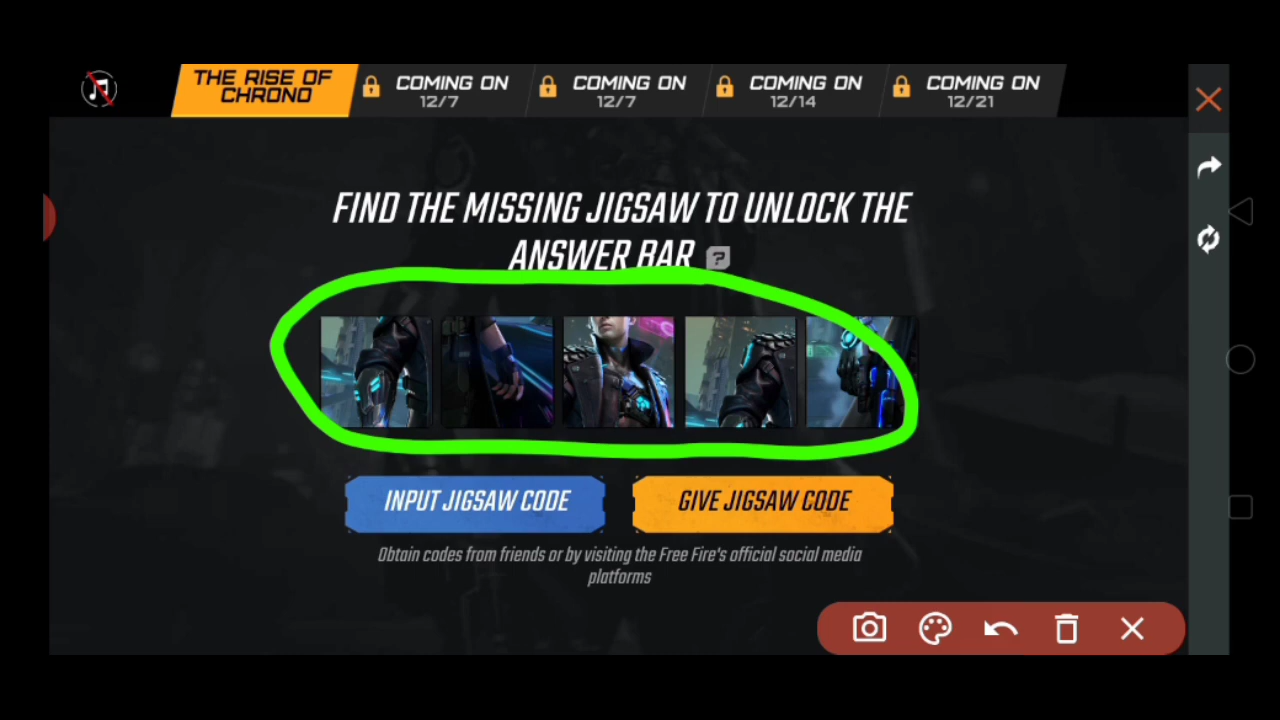 THE RISE OF
CHRONO
COMING ON
12/7
COMING ON
12/7
COMING ON
12/14
COMING ON
12/21
FIND THE MISSING JIGSAW TO UNLOCK THE
ANSWER BAR ?
INPUT JIGSAW CODE
GIVE JIGSAW CODE
Obtain codes from friends or by visiting the Free Fire's official social media
platforms